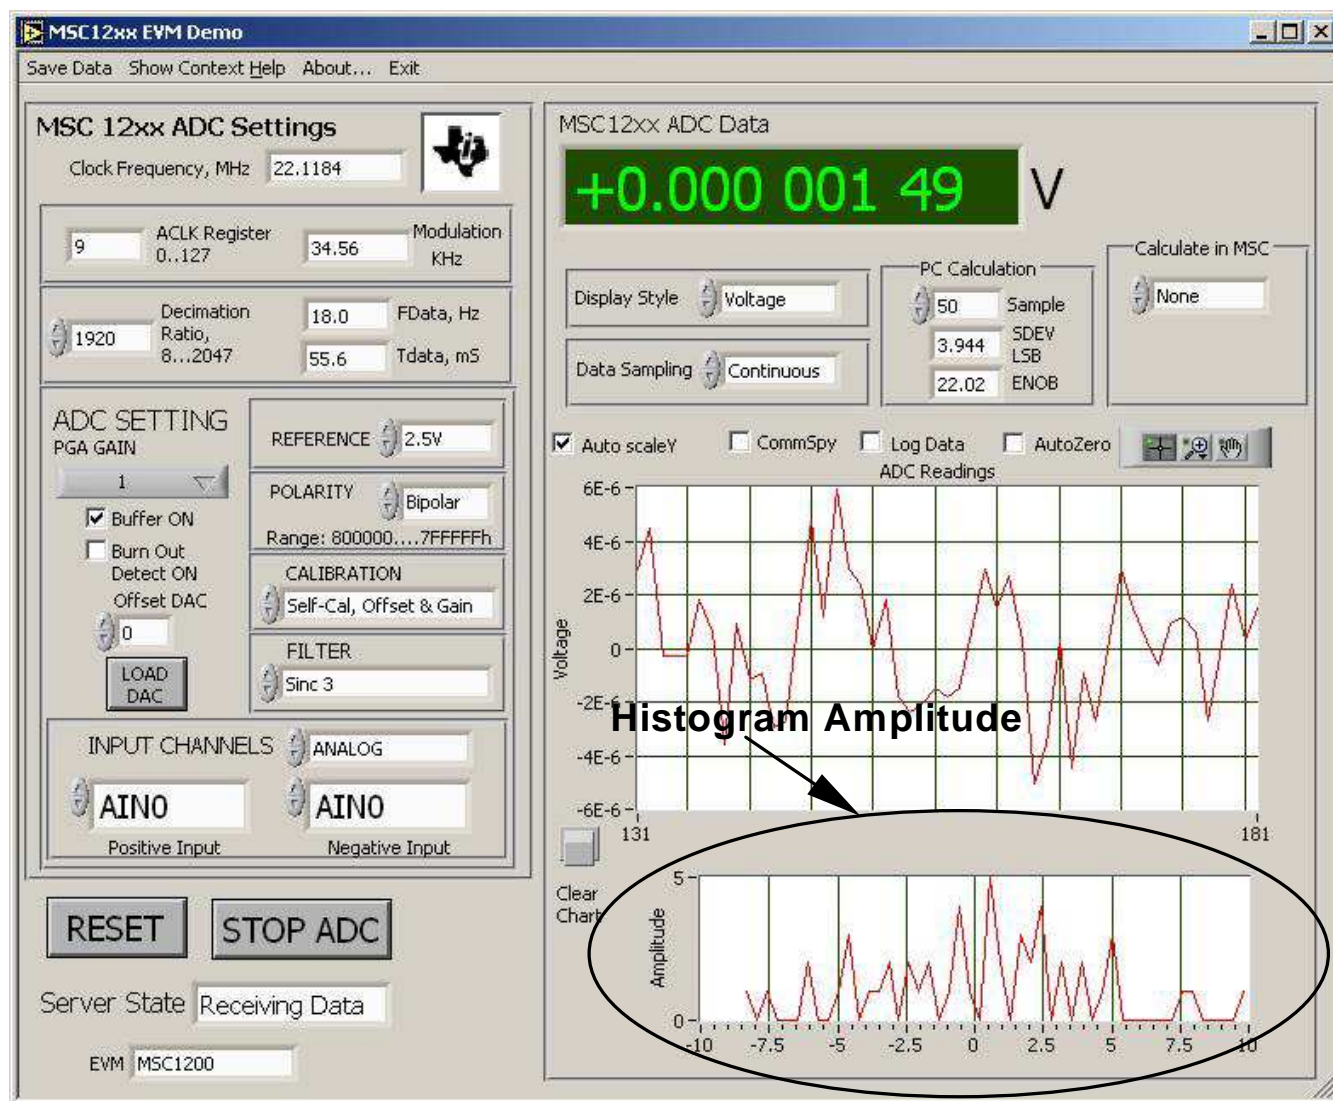 MSC12xx EVM Demo
Save Data Show Context Help About... Exit
MSC 12xx ADC Settings
Clock Frequency, MHz 22.1184
9 ACLK Register 0..127
34.56 Modulation KHz
1920 Decimation Ratio, 8...2047
18.0 FData, Hz
55.6 Tdata, mS
ADC SETTING
PGA GAIN
1
Buffer ON
Burn Out Detect ON
Offset DAC
0
LOAD DAC
REFERENCE 2.5V
POLARITY Bipolar
Range: 800000....7FFFFFh
CALIBRATION
Self-Cal, Offset & Gain
FILTER
Sinc 3
INPUT CHANNELS ANALOG
AIN0 AIN0
Positive Input Negative Input
RESET STOP ADC
Server State Receiving Data
EVM MSC1200
MSC12xx ADC Data
+0.000 001 49 V
Display Style Voltage
Data Sampling Continuous
PC Calculation
50 Sample
3.944 SDEV LSB
22.02 ENOB
Calculate in MSC
None
Auto scaleY CommSpy Log Data AutoZero
ADC Readings
6E-6
4E-6
2E-6
0
-2E-6
-4E-6
-6E-6
Voltage
131 181
Histogram Amplitude
Clear Chart
5
0
Amplitude
-10 -7.5 -5 -2.5 0 2.5 5 7.5 10